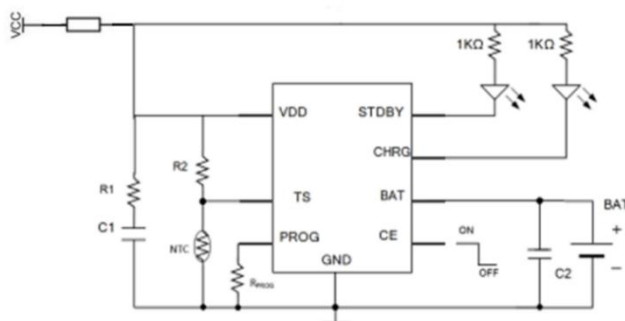 VCC
1KΩ 1KΩ
VDD STDBY
CHRG
R2
R1
TS BAT BAT
C1
+
NTC PROG CE ON
GND OFF
C2
−
RPROG